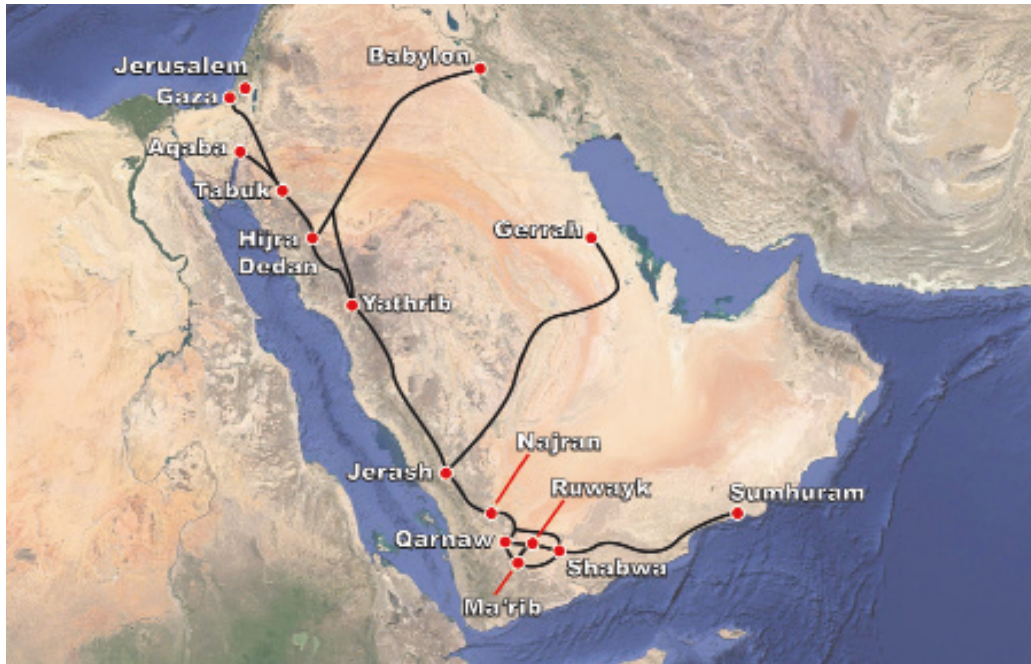 Babylon
Jerusalem
Gaza
Aqaba
Tabuk
Hijra
Dedan
Gerrah
Yathrib
Najran
Jerash
Ruwayk
Sumhuram
Qarnaw
Shabwa
Ma'rib